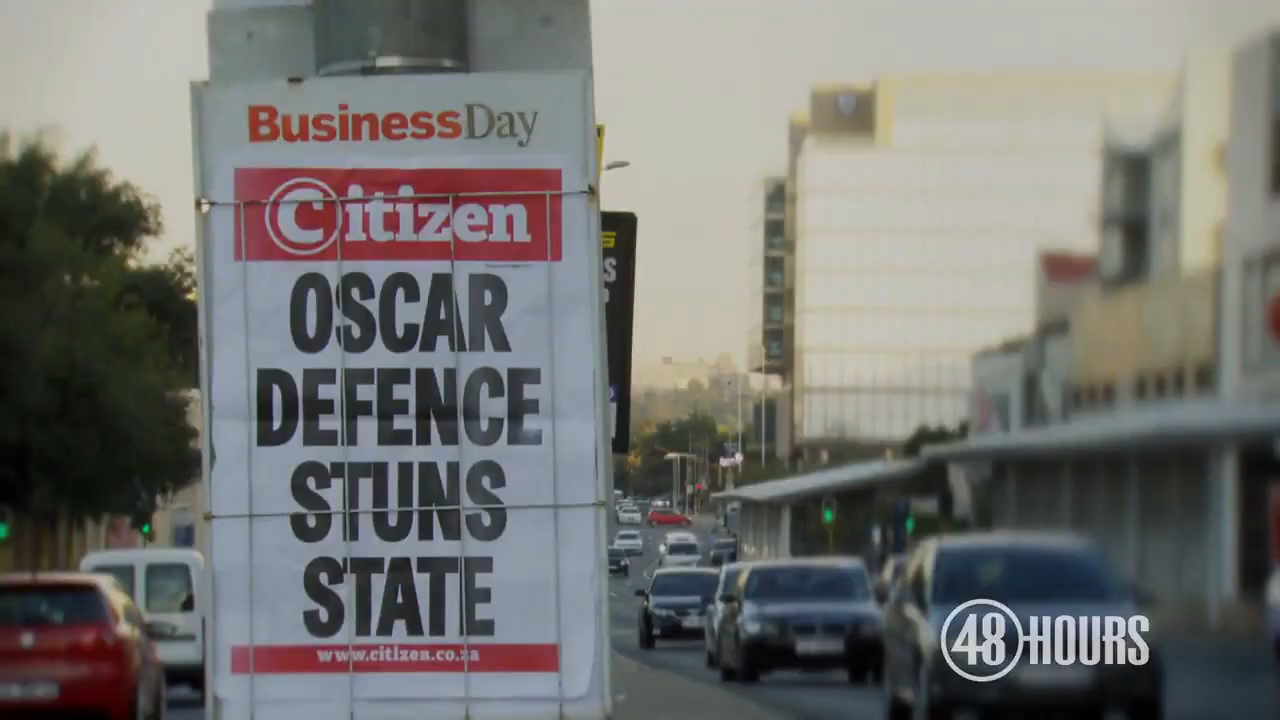 BusinessDay
Citizen
OSCAR
DEFENCE
STUNS
STATE
www.citizen.co.za
48 HOURS